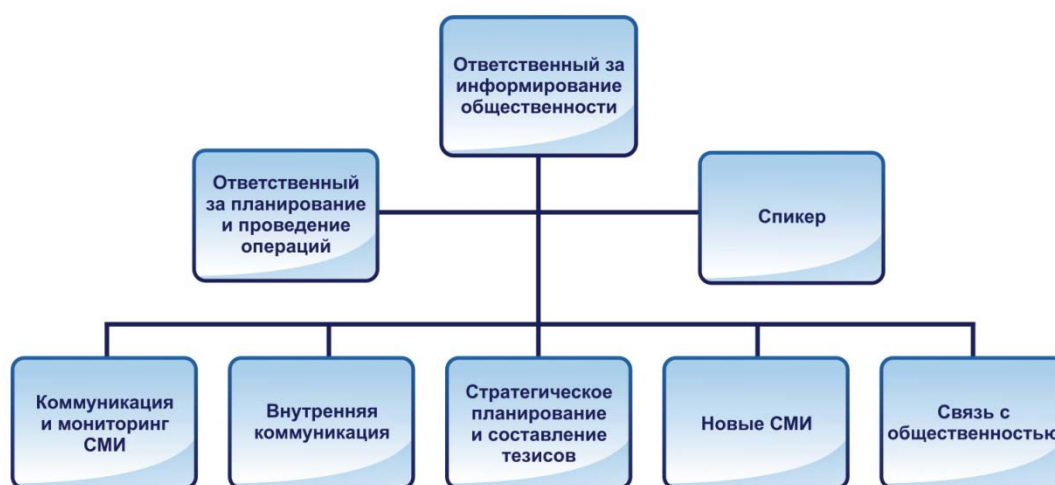 Ответственный за
информирование
общественности
Ответственный
за планирование
и проведение
операций
Спикер
Коммуникация
и мониторинг
СМИ
Внутренняя
коммуникация
Стратегическое
планирование
и составление
тезисов
Новые СМИ
Связь с
общественностью